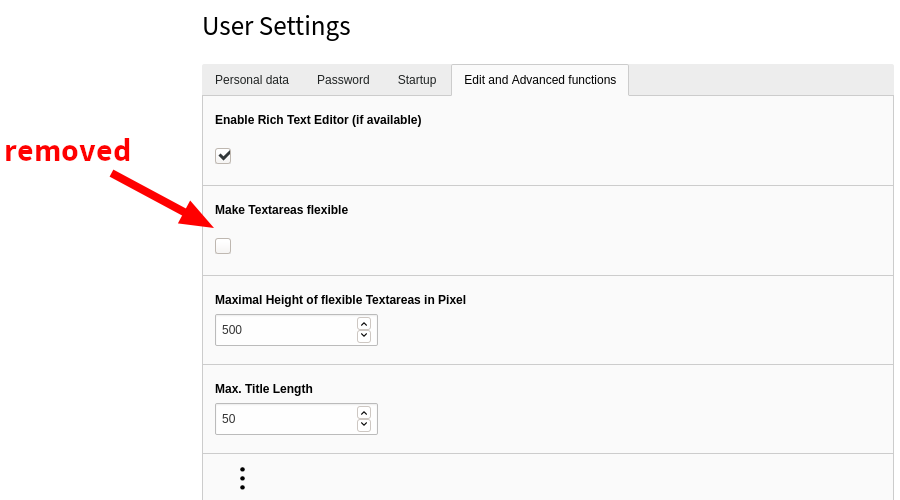 User Settings
Personal data Password Startup Edit and Advanced functions
Enable Rich Text Editor (if available)
removed
Make Textareas flexible
Maximal Height of flexible Textareas in Pixel
500
Max. Title Length
50